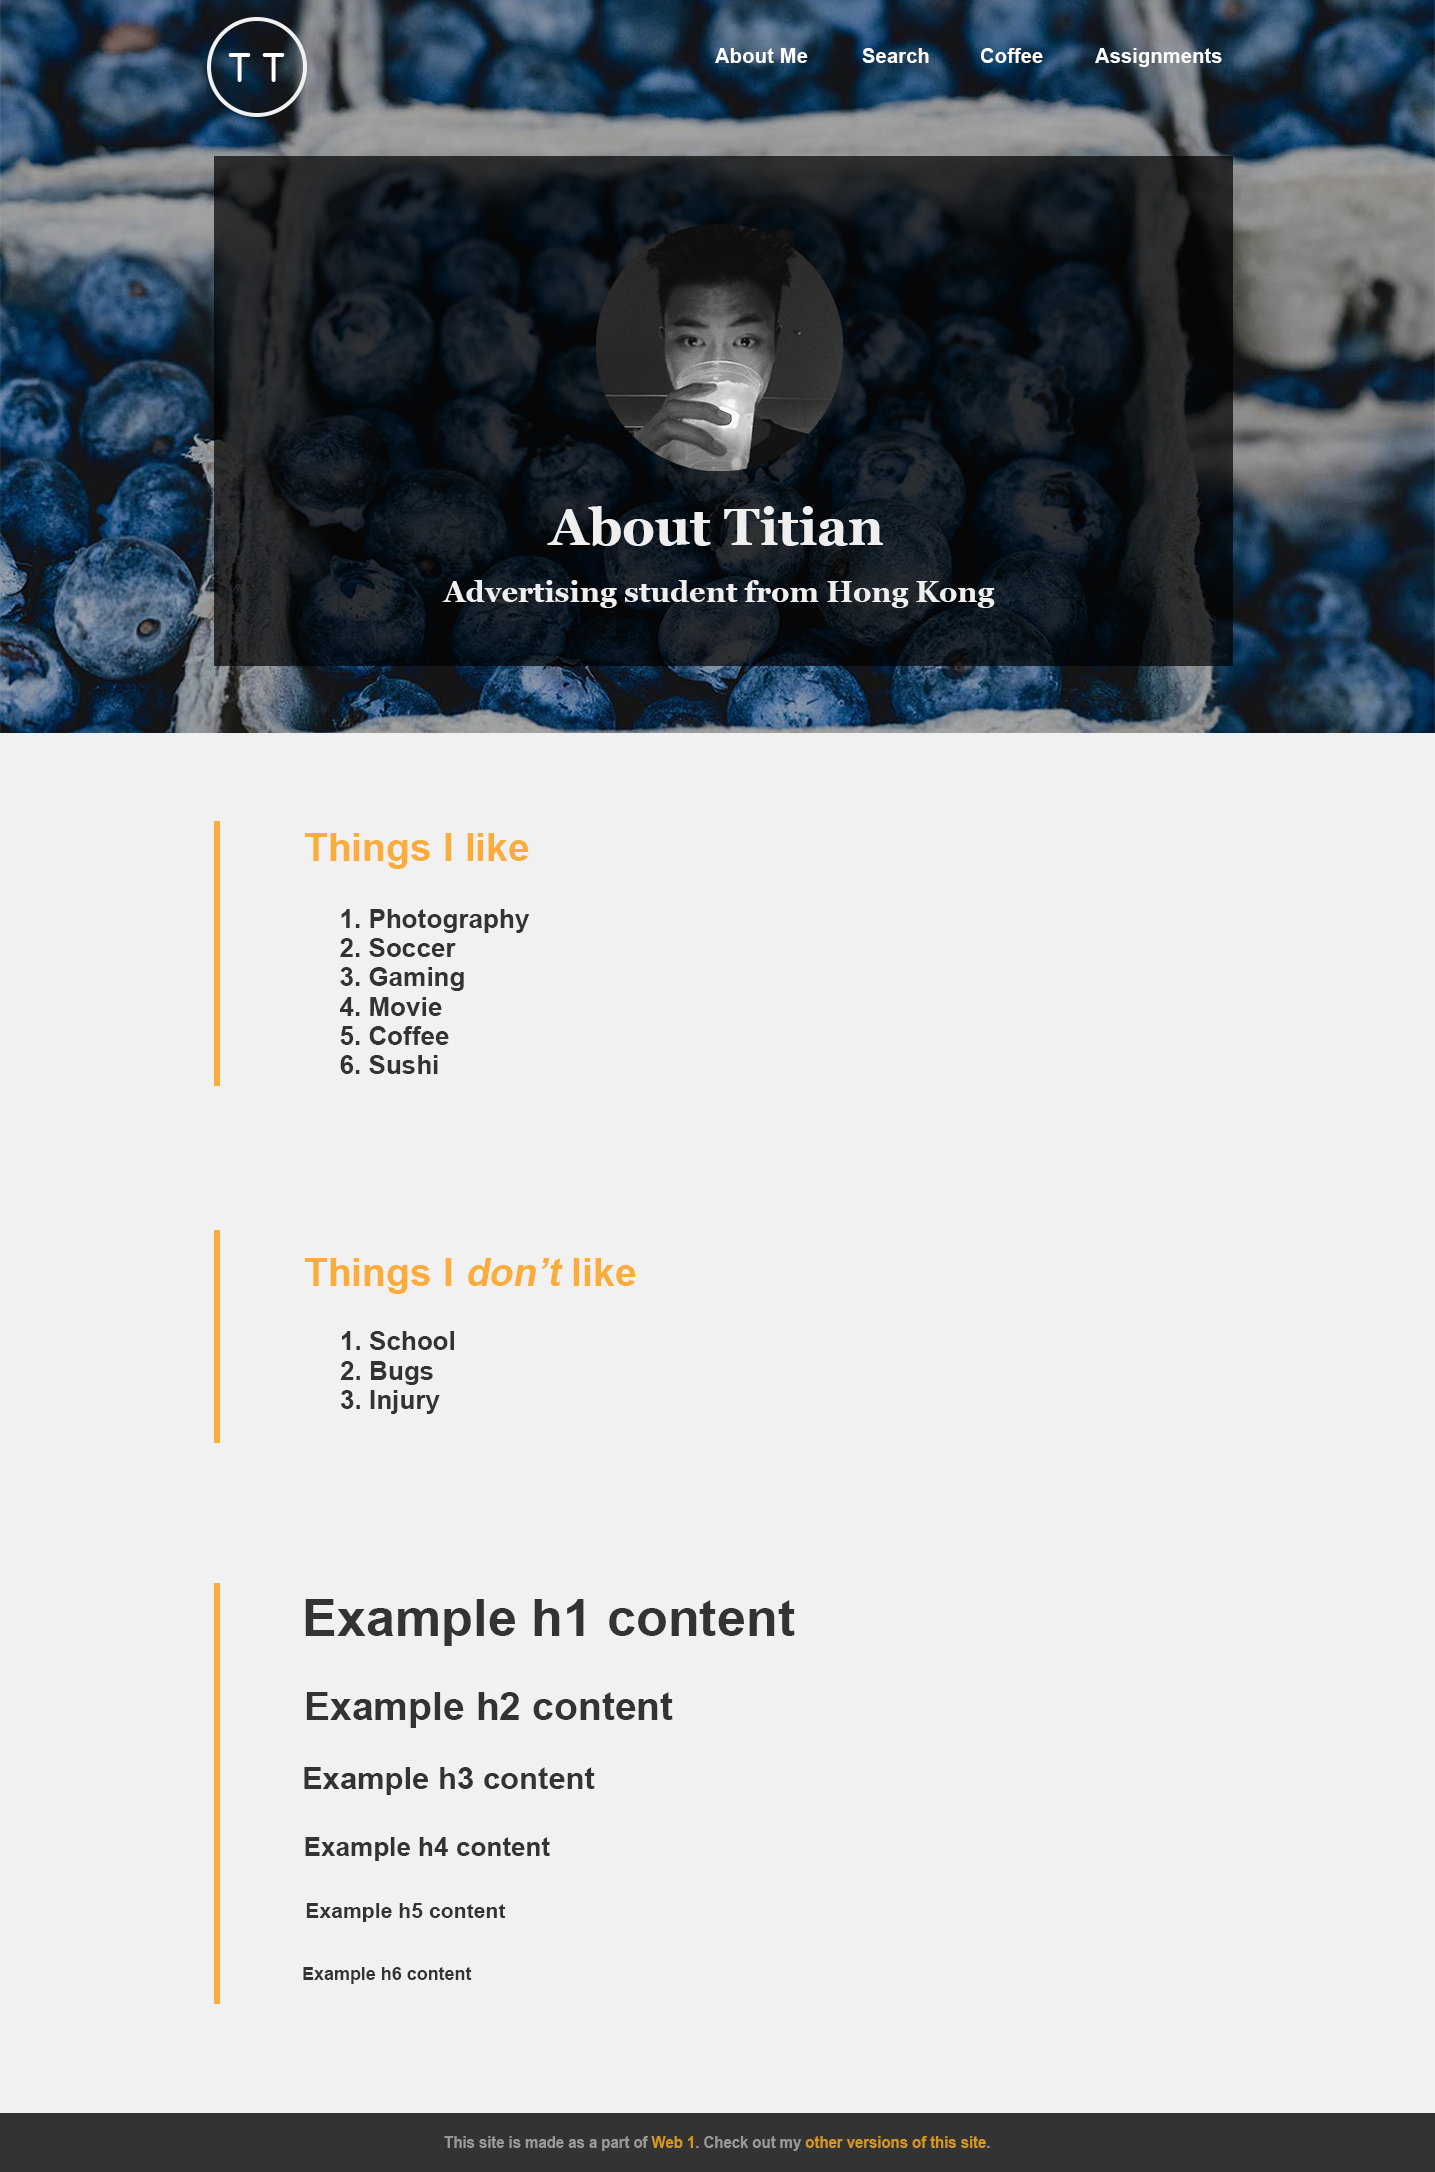 TT
About Me Search Coffee Assignments
About Titian
Advertising student from Hong Kong
Things I like
1. Photography
2. Soccer
3. Gaming
4. Movie
5. Coffee
6. Sushi
Things I don’t like
1. School
2. Bugs
3. Injury
Example h1 content
Example h2 content
Example h3 content
Example h4 content
Example h5 content
Example h6 content
This site is made as a part of Web 1. Check out my other versions of this site.